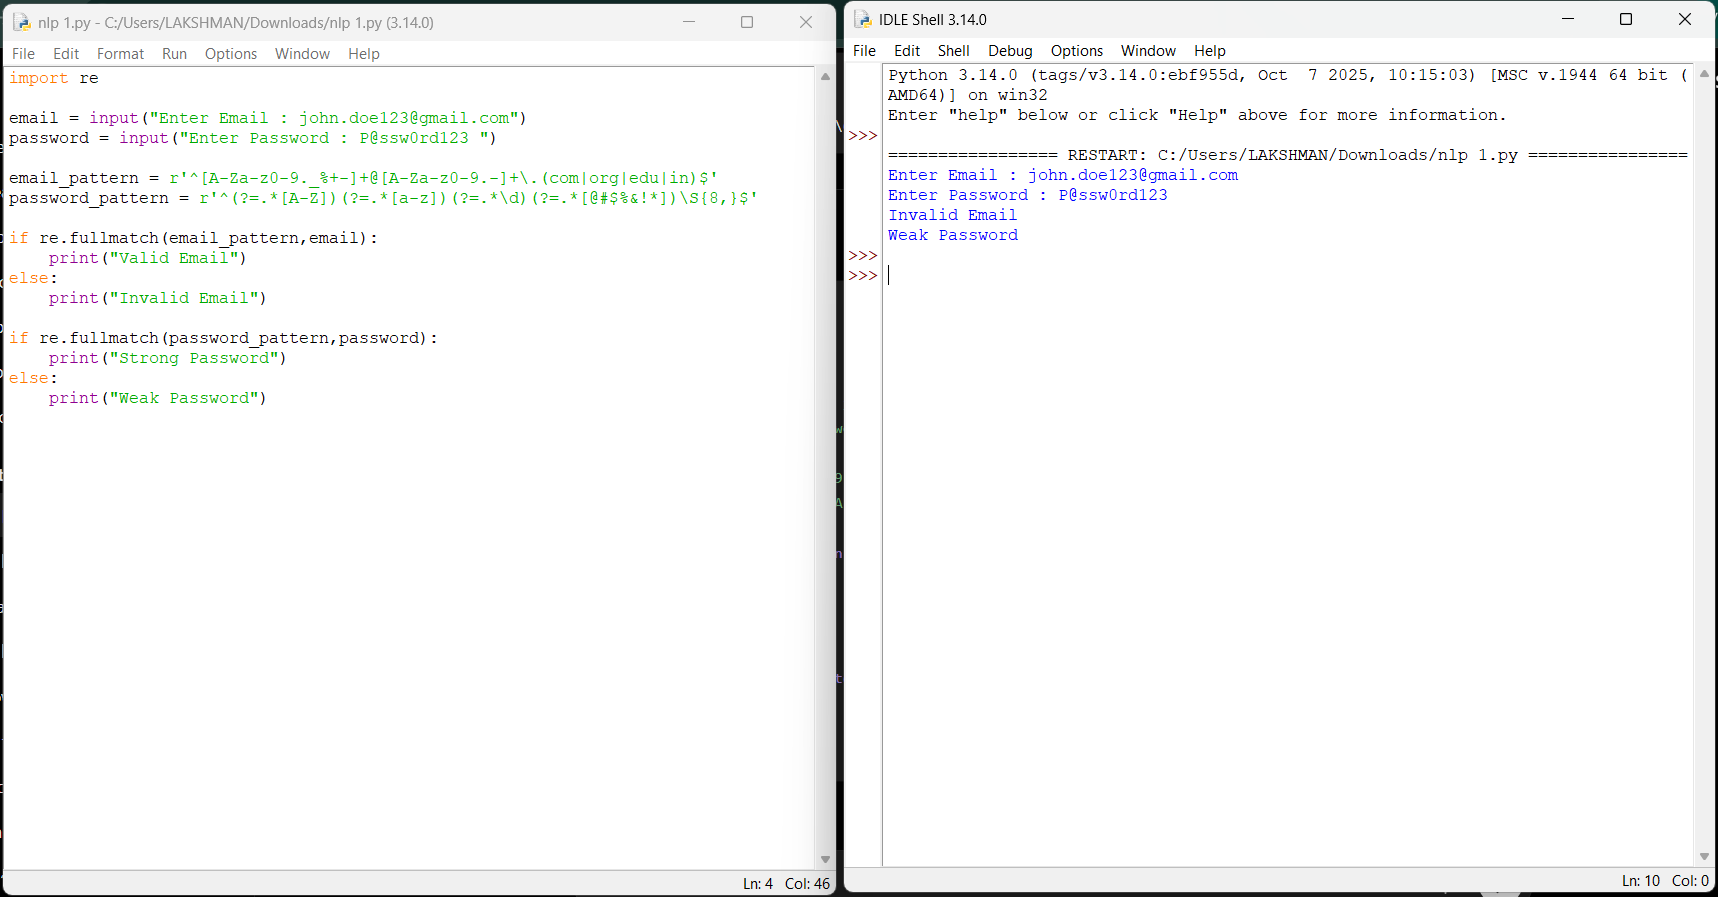 nlp 1.py - C:/Users/LAKSHMAN/Downloads/nlp 1.py (3.14.0)
File Edit Format Run Options Window Help
import re
email = input("Enter Email : john.doe123@gmail.com")
password = input("Enter Password : P@ssw0rd123 ")
email_pattern = r'^[A-Za-z0-9._%+-]+@[A-Za-z0-9.-]+\.(com|org|edu|in)$'
password_pattern = r'^(?=.*[A-Z])(?=.*[a-z])(?=.*\d)(?=.*[@#$%&!*])\S{8,}$'
if re.fullmatch(email_pattern,email):
    print("Valid Email")
else:
    print("Invalid Email")
if re.fullmatch(password_pattern,password):
    print("Strong Password")
else:
    print("Weak Password")
Ln: 4 Col: 46
IDLE Shell 3.14.0
File Edit Shell Debug Options Window Help
Python 3.14.0 (tags/v3.14.0:ebf955d, Oct  7 2025, 10:15:03) [MSC v.1944 64 bit (
AMD64)] on win32
Enter "help" below or click "Help" above for more information.
>>>
================= RESTART: C:/Users/LAKSHMAN/Downloads/nlp 1.py ================
Enter Email : john.doe123@gmail.com
Enter Password : P@ssw0rd123
Invalid Email
Weak Password
>>>
>>>
Ln: 10 Col: 0